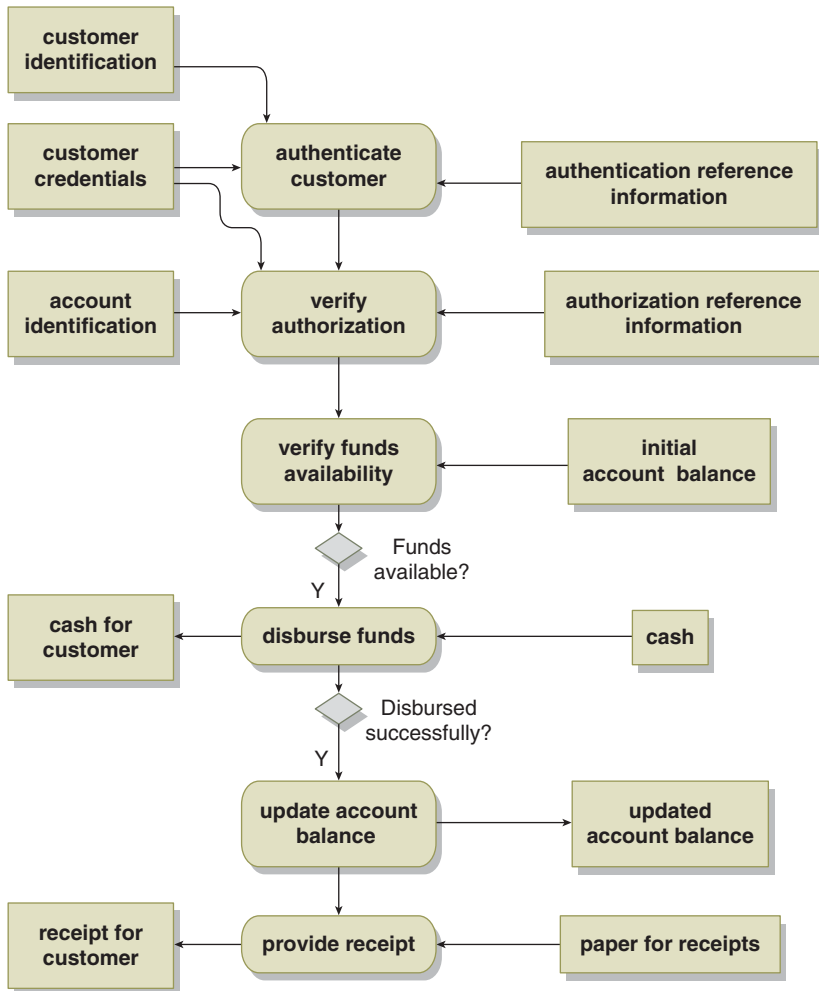 customer
identification
customer
credentials
authenticate
customer
authentication reference
information
account
identification
verify
authorization
authorization reference
information
verify funds
availability
initial
account balance
Funds
available?
Y
cash for
customer
disburse funds
cash
Disbursed
successfully?
Y
update account
balance
updated
account balance
receipt for
customer
provide receipt
paper for receipts